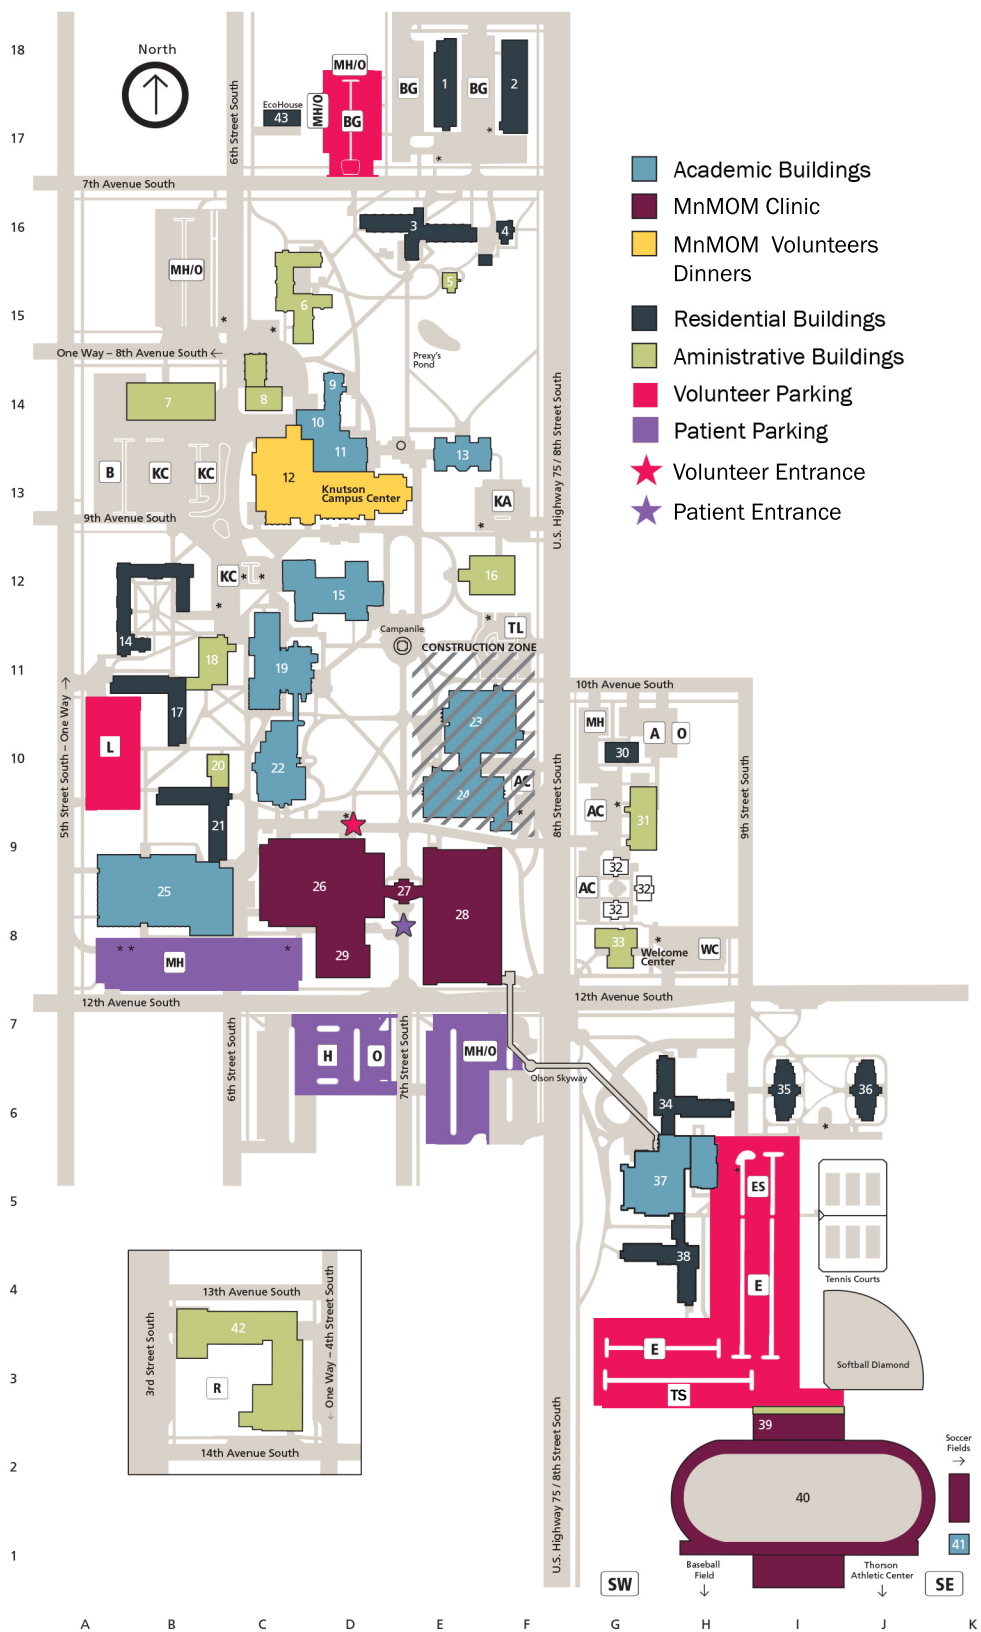 18
North
MH/O
BG
BG
1
2
EcoHouse
43
MH/O
BG
6th Street South
17
7th Avenue South
Academic Buildings
MnMOM Clinic
MnMOM  Volunteers
Dinners
Residential Buildings
Aministrative Buildings
Volunteer Parking
Patient Parking
Volunteer Entrance
Patient Entrance
16
3
4
MH/O
5
6
15
*
*
One Way – 8th Avenue South ←
Prexy's
Pond
U.S. Highway 75 / 8th Street South
14
7
8
9
10
11
13
B
KC
KC
12
Knutson
Campus Center
KA
13
9th Avenue South
*
12
KC
*
*
15
16
*
*
TL
Campanile
CONSTRUCTION ZONE
14
18
19
11
10th Avenue South
5th Street South – One Way →
17
23
MH
A
O
30
L
10
20
22
24
AC
*
AC
*
31
8th Street South
9th Street South
21
*
9
25
26
27
28
32
AC
32
32
8
* *
*
MH
29
33
*
Welcome
Center
WC
12th Avenue South
12th Avenue South
7
6th Street South
H
O
7th Street South
MH/O
Olson Skyway
35
36
34
6
*
37
*
ES
5
38
Tennis Courts
4
13th Avenue South
3rd Street South
42
← One Way – 4th Street South
E
E
Softball Diamond
3
R
TS
39
14th Avenue South
Soccer
Fields
→
2
U.S. Highway 75 / 8th Street South
40
41
1
Baseball
Field
↓
Thorson
Athletic Center
↓
SW
SE
A
B
C
D
E
F
G
H
I
J
K